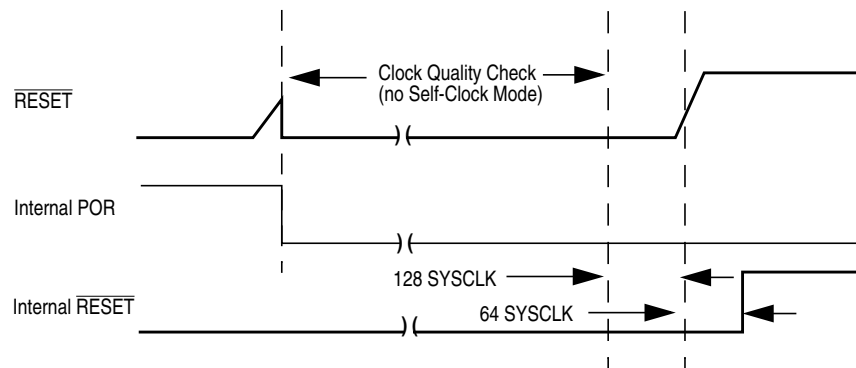 Clock Quality Check
(no Self-Clock Mode)
RESET
Internal POR
128 SYSCLK
Internal RESET
64 SYSCLK